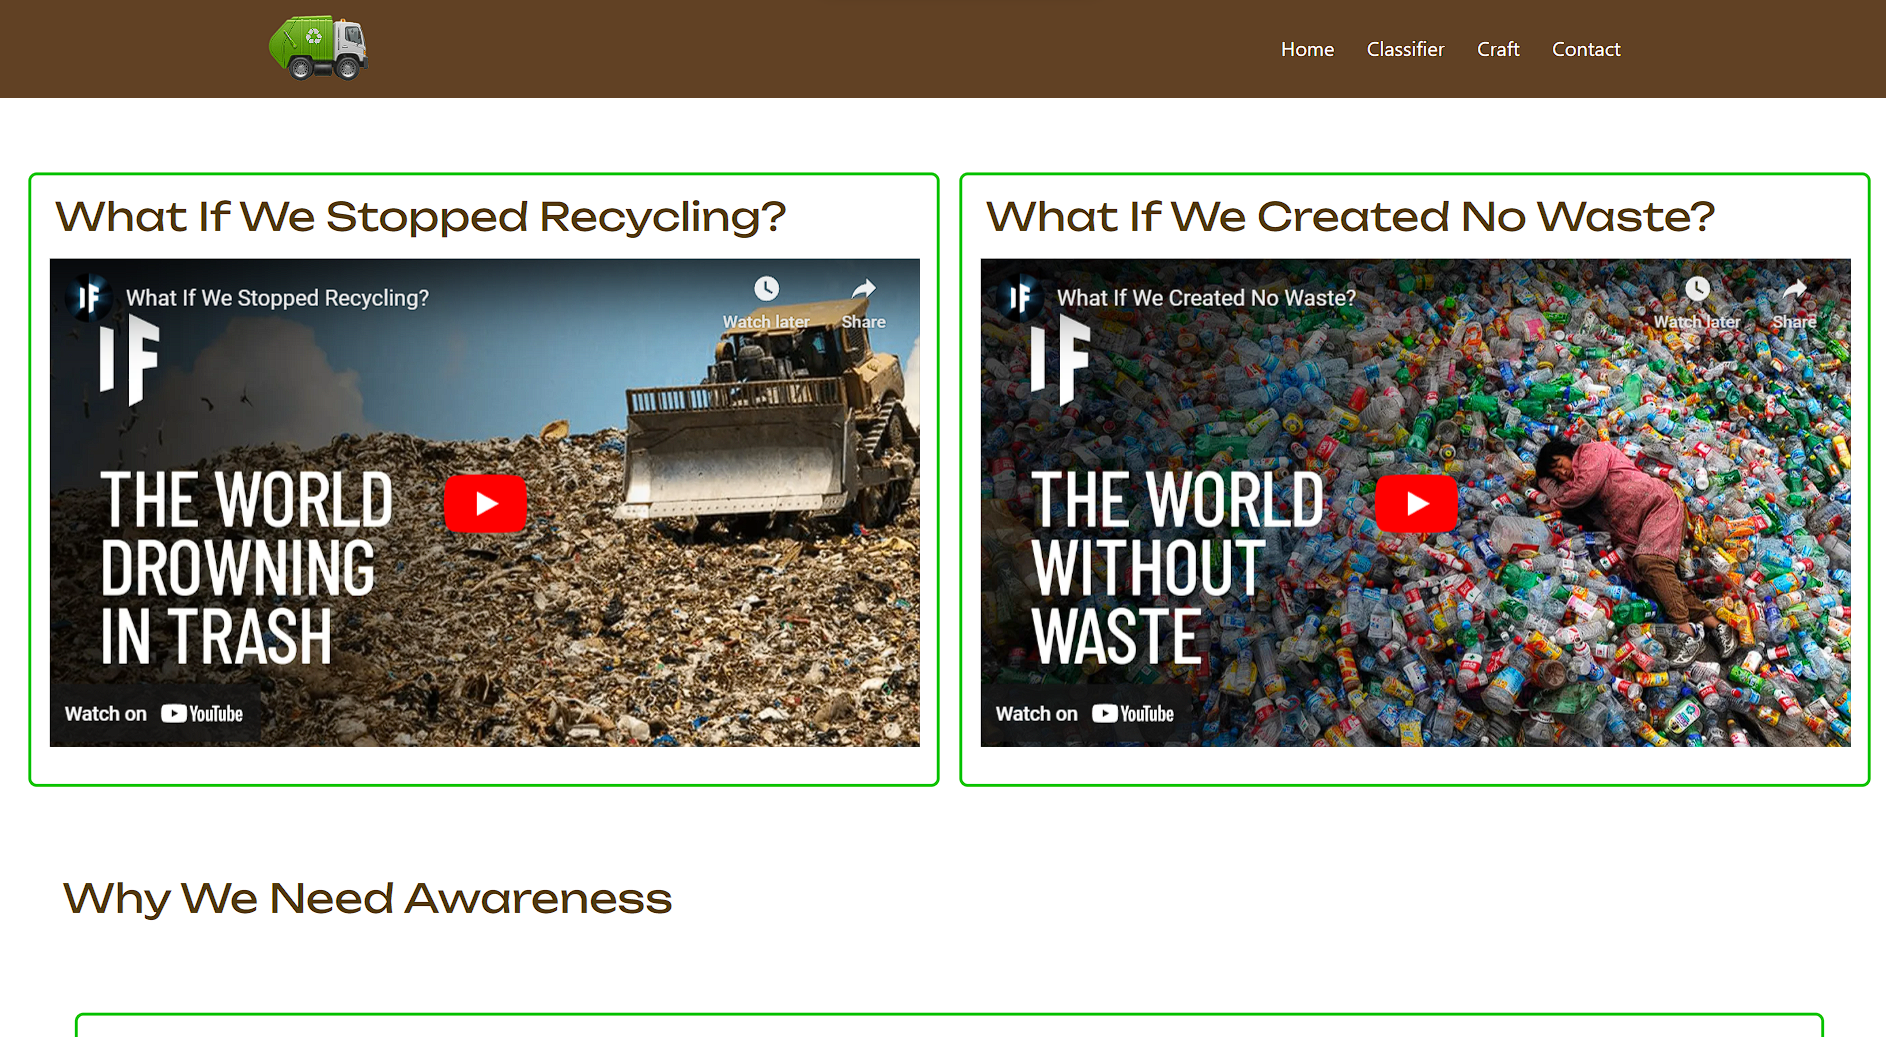 Home Classifier Craft Contact
What If We Stopped Recycling?
IF What If We Stopped Recycling?
Watch later Share
IF
THE WORLD
DROWNING
IN TRASH
Watch on YouTube
What If We Created No Waste?
IF What If We Created No Waste?
Watch later Share
IF
THE WORLD
WITHOUT
WASTE
Watch on YouTube
Why We Need Awareness